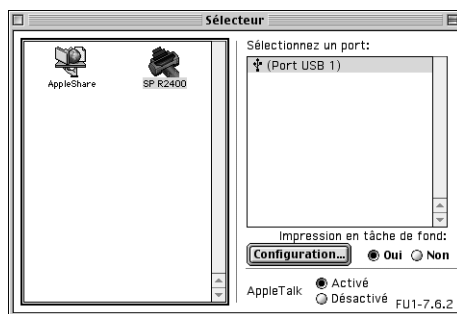 Sélecteur
AppleShare
SP R2400
Sélectionnez un port:
(Port USB 1)
Impression en tâche de fond:
Configuration... Oui Non
AppleTalk Activé
Désactivé FU1-7.6.2